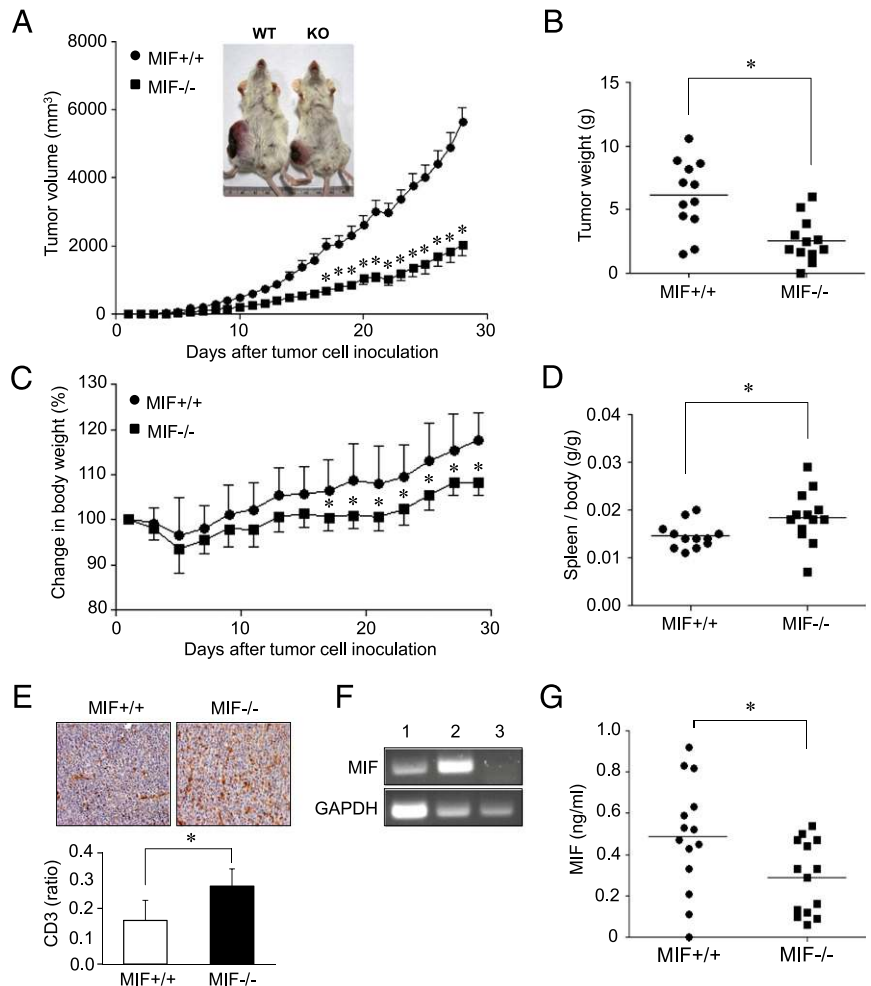 A
8000
6000
4000
2000
0
Tumor volume (mm³)
MIF+/+
MIF-/-
WT KO
* * * * * * * * * * * *
0 10 20 30
Days after tumor cell inoculation
B
*
15
10
5
0
Tumor weight (g)
MIF+/+ MIF-/-
C
130
120
110
100
90
80
Change in body weight (%)
MIF+/+
MIF-/-
* * * * * * *
0 10 20 30
Days after tumor cell inoculation
D
*
0.04
0.03
0.02
0.01
0.00
Spleen / body (g/g)
MIF+/+ MIF-/-
E
MIF+/+ MIF-/-
*
0.4
0.3
0.2
0.1
0.0
CD3 (ratio)
MIF+/+ MIF-/-
F
1 2 3
MIF
GAPDH
G
*
1.0
0.8
0.6
0.4
0.2
0
MIF (ng/ml)
MIF+/+ MIF-/-